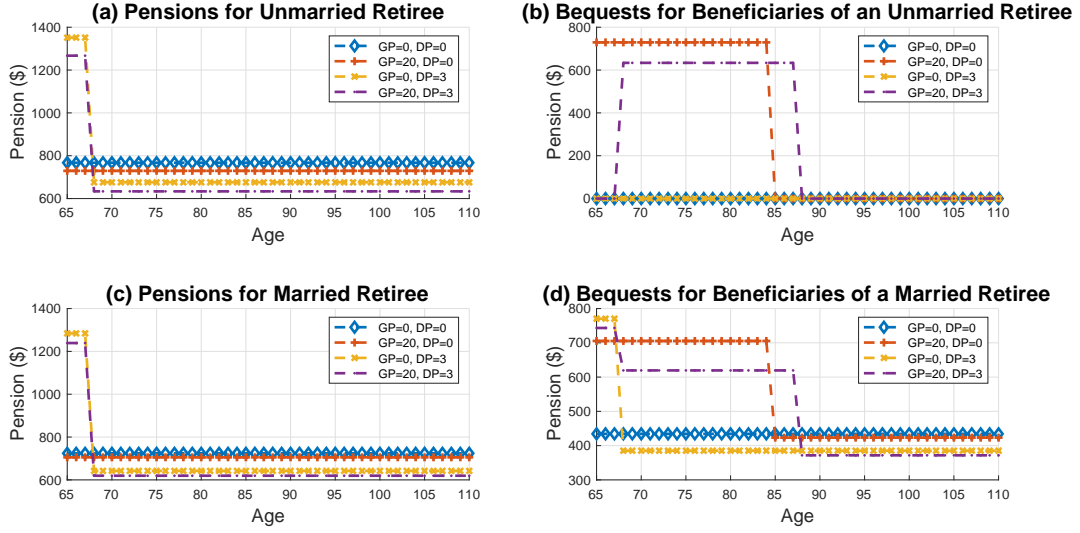 (a) Pensions for Unmarried Retiree
1400
1200
1000
800
600
Pension ($)
65 70 75 80 85 90 95 100 105 110
Age
GP=0, DP=0
GP=20, DP=0
GP=0, DP=3
GP=20, DP=3
(b) Bequests for Beneficiaries of an Unmarried Retiree
800
600
400
200
0
Pension ($)
65 70 75 80 85 90 95 100 105 110
Age
GP=0, DP=0
GP=20, DP=0
GP=0, DP=3
GP=20, DP=3
(c) Pensions for Married Retiree
1400
1200
1000
800
600
Pension ($)
65 70 75 80 85 90 95 100 105 110
Age
GP=0, DP=0
GP=20, DP=0
GP=0, DP=3
GP=20, DP=3
(d) Bequests for Beneficiaries of a Married Retiree
800
700
600
500
400
300
Pension ($)
65 70 75 80 85 90 95 100 105 110
Age
GP=0, DP=0
GP=20, DP=0
GP=0, DP=3
GP=20, DP=3